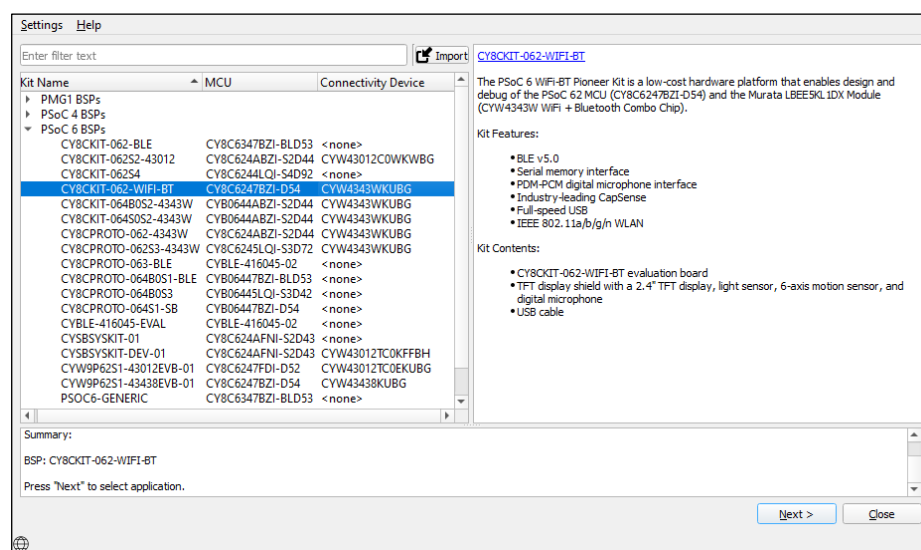 Settings Help
Enter filter text
Import
Kit Name MCU Connectivity Device
PMG1 BSPs
PSoC 4 BSPs
PSoC 6 BSPs
CY8CKIT-062-BLE CY8C6347BZI-BLD53 <none>
CY8CKIT-062S2-43012 CY8C624ABZI-S2D44 CYW43012C0WKWBG
CY8CKIT-062S4 CY8C6244LQI-S4D92 <none>
CY8CKIT-062-WIFI-BT CY8C6247BZI-D54 CYW4343WKUBG
CY8CKIT-064B0S2-4343W CYB0644ABZI-S2D44 CYW4343WKUBG
CY8CKIT-064S0S2-4343W CYB0644ABZI-S2D44 CYW4343WKUBG
CY8CPROTO-062-4343W CY8C624ABZI-S2D44 CYW4343WKUBG
CY8CPROTO-062S3-4343W CY8C6245LQI-S3D72 CYW4343WKUBG
CY8CPROTO-063-BLE CYBLE-416045-02 <none>
CY8CPROTO-064B0S1-BLE CYB06447BZI-BLD53 <none>
CY8CPROTO-064B0S3 CYB06445LQI-S3D42 <none>
CY8CPROTO-064S1-SB CYB06447BZI-D54 <none>
CYBLE-416045-EVAL CYBLE-416045-02 <none>
CYSBSYSKIT-01 CY8C624AFNI-S2D43 <none>
CYSBSYSKIT-DEV-01 CY8C624AFNI-S2D43 CYW43012TC0KFFBH
CYW9P62S1-43012EVB-01 CY8C6247FDI-D52 CYW43012TC0EKUBG
CYW9P62S1-43438EVB-01 CY8C6247BZI-D54 CYW43438KUBG
PSOC6-GENERIC CY8C6347BZI-BLD53 <none>
CY8CKIT-062-WIFI-BT
The PSoC 6 WiFi-BT Pioneer Kit is a low-cost hardware platform that enables design and
debug of the PSoC 62 MCU (CY8C6247BZI-D54) and the Murata LBEE5KL1DX Module
(CYW4343W WiFi + Bluetooth Combo Chip).
Kit Features:
• BLE v5.0
• Serial memory interface
• PDM-PCM digital microphone interface
• Industry-leading CapSense
• Full-speed USB
• IEEE 802.11a/b/g/n WLAN
Kit Contents:
• CY8CKIT-062-WIFI-BT evaluation board
• TFT display shield with a 2.4" TFT display, light sensor, 6-axis motion sensor, and
digital microphone
• USB cable
Summary:
BSP: CY8CKIT-062-WIFI-BT
Press "Next" to select application.
Next > Close